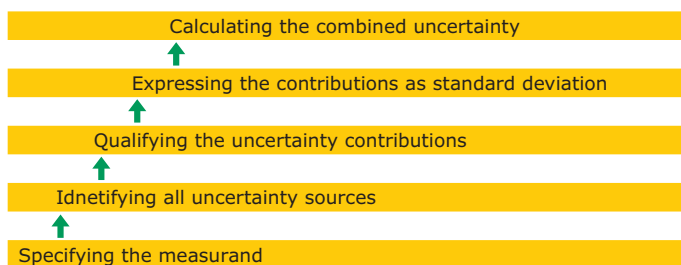 Calculating the combined uncertainty
Expressing the contributions as standard deviation
Qualifying the uncertainty contributions
Idnetifying all uncertainty sources
Specifying the measurand